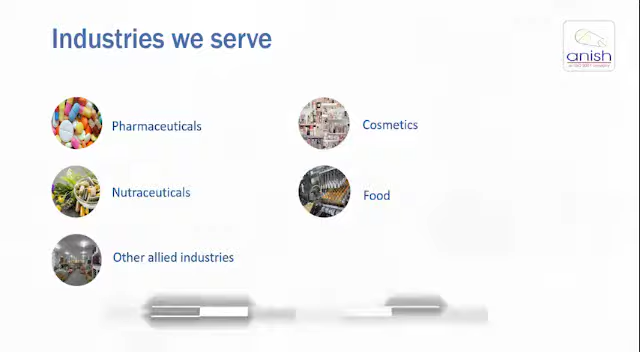 Industries we serve
anish
Pharmaceuticals
Cosmetics
Nutraceuticals
Food
Other allied industries